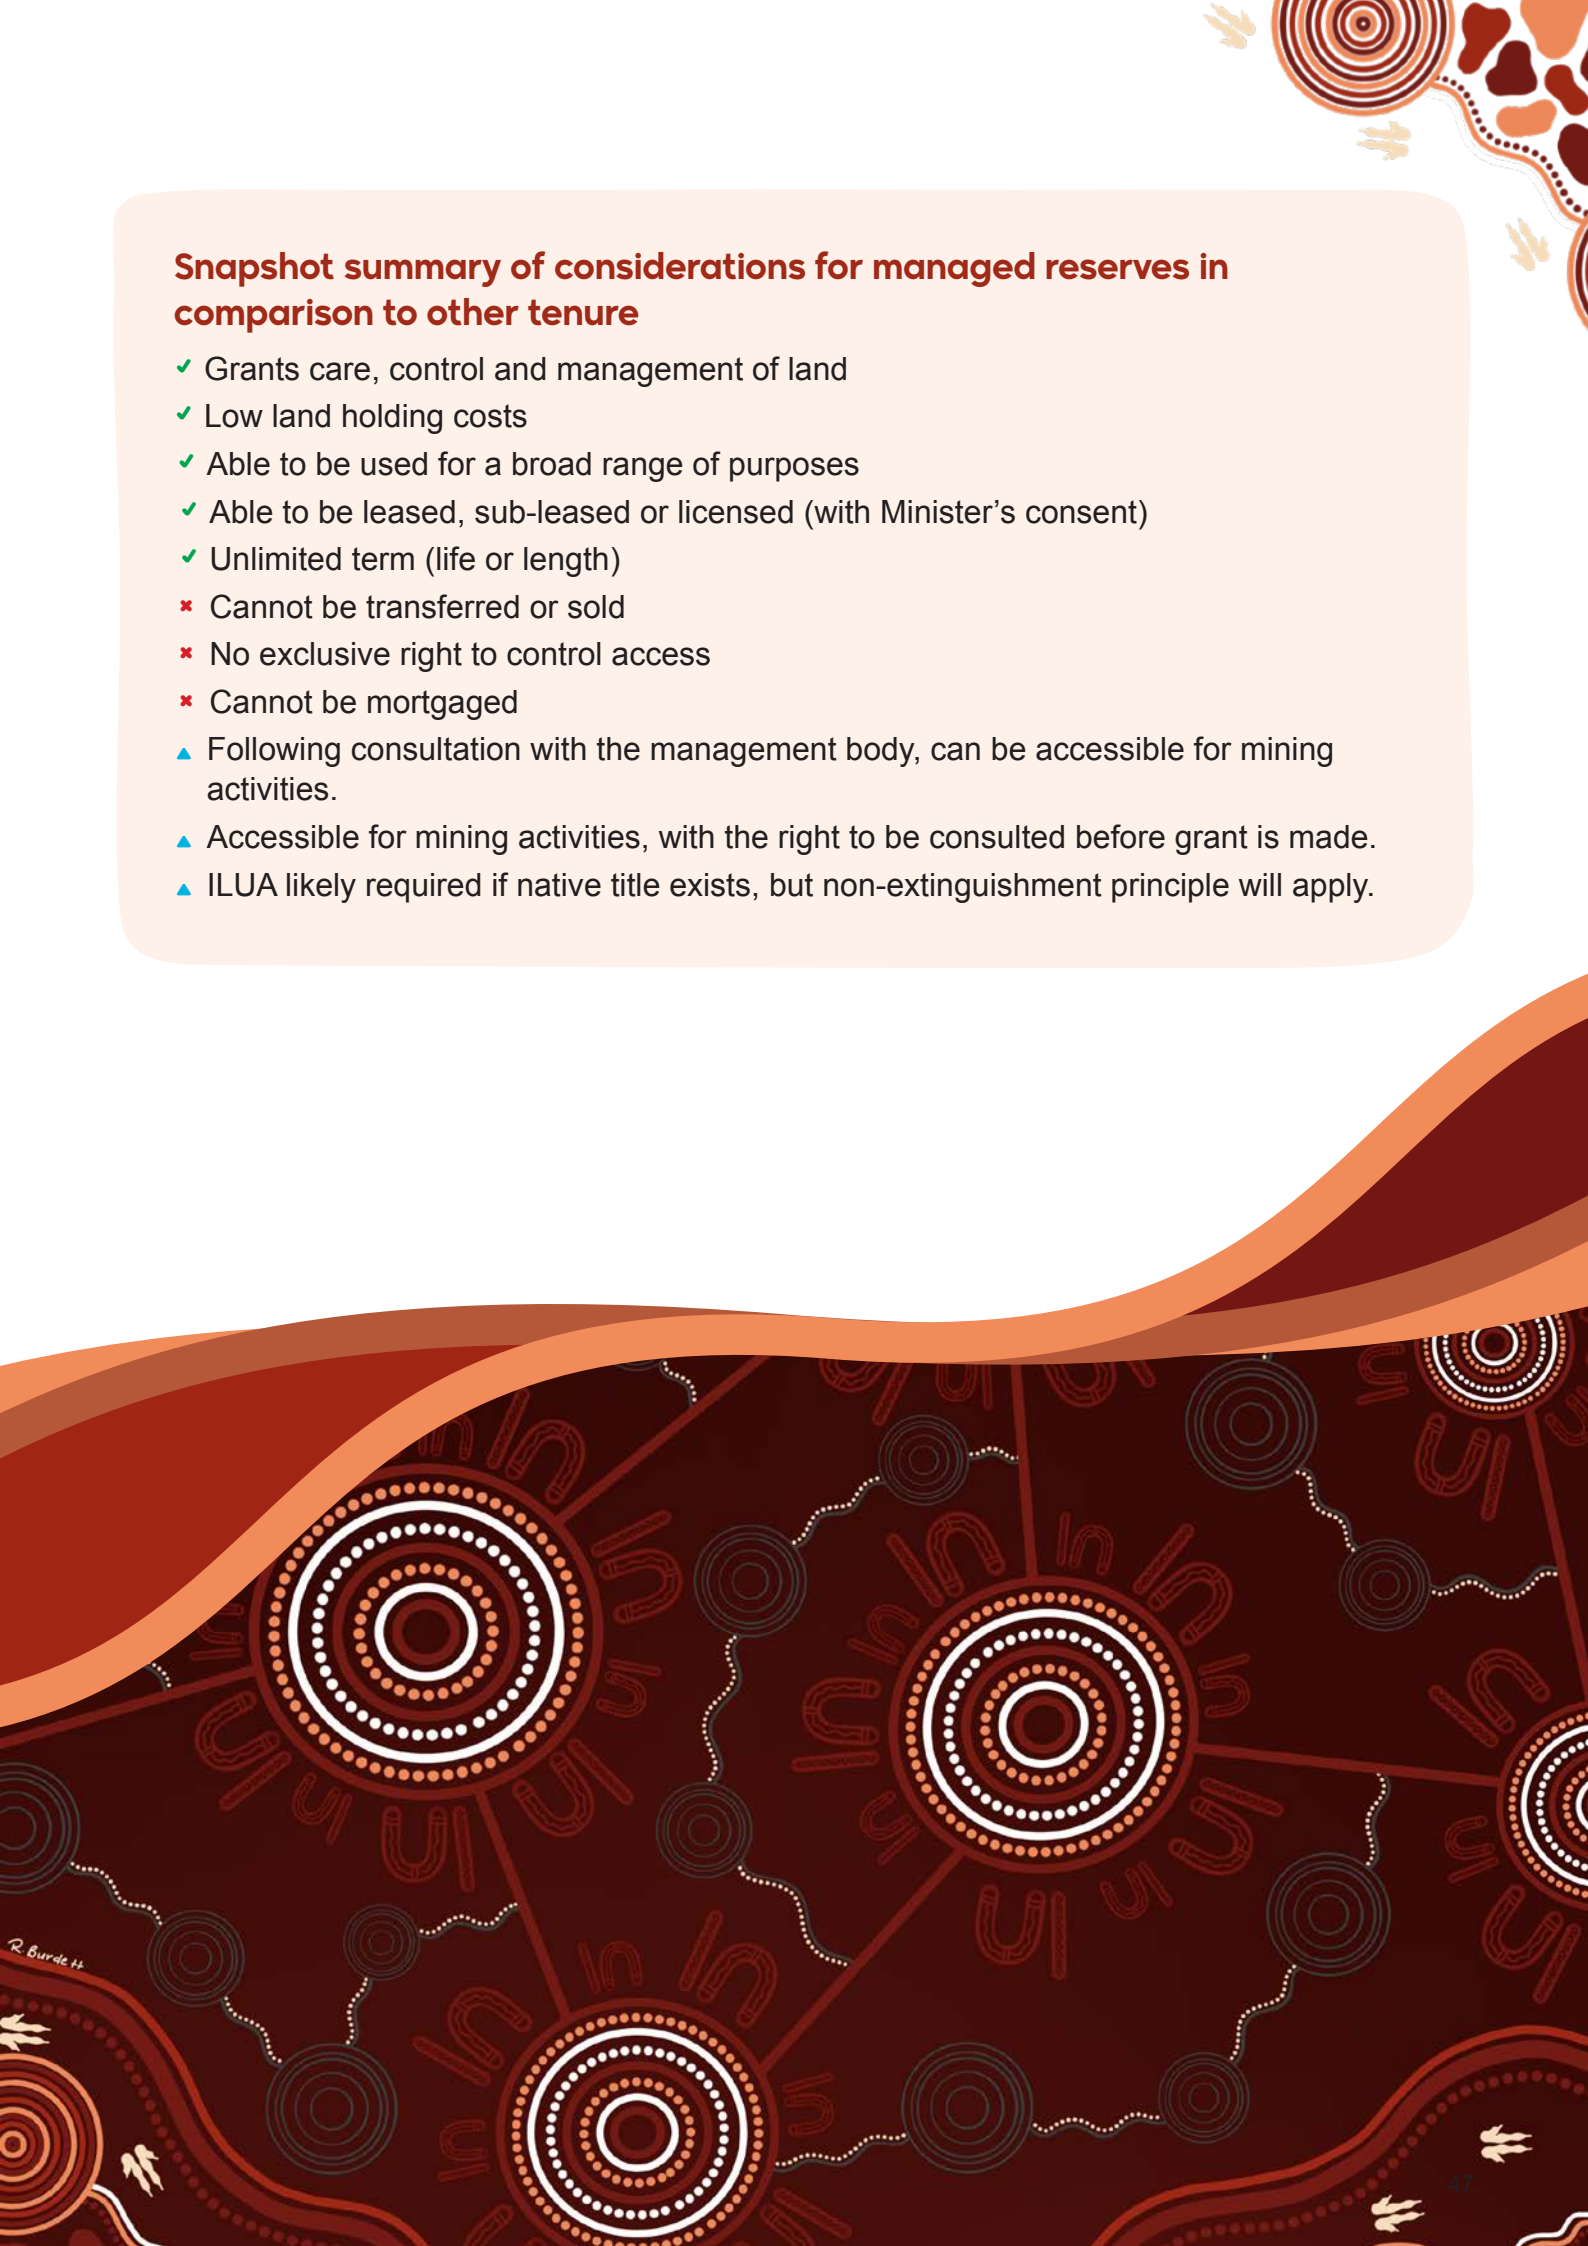 Snapshot summary of considerations for managed reserves in
comparison to other tenure
Grants care, control and management of land
Low land holding costs
Able to be used for a broad range of purposes
Able to be leased, sub-leased or licensed (with Minister’s consent)
Unlimited term (life or length)
Cannot be transferred or sold
No exclusive right to control access
Cannot be mortgaged
Following consultation with the management body, can be accessible for mining
activities.
Accessible for mining activities, with the right to be consulted before grant is made.
ILUA likely required if native title exists, but non-extinguishment principle will apply.
R. Burdett
47